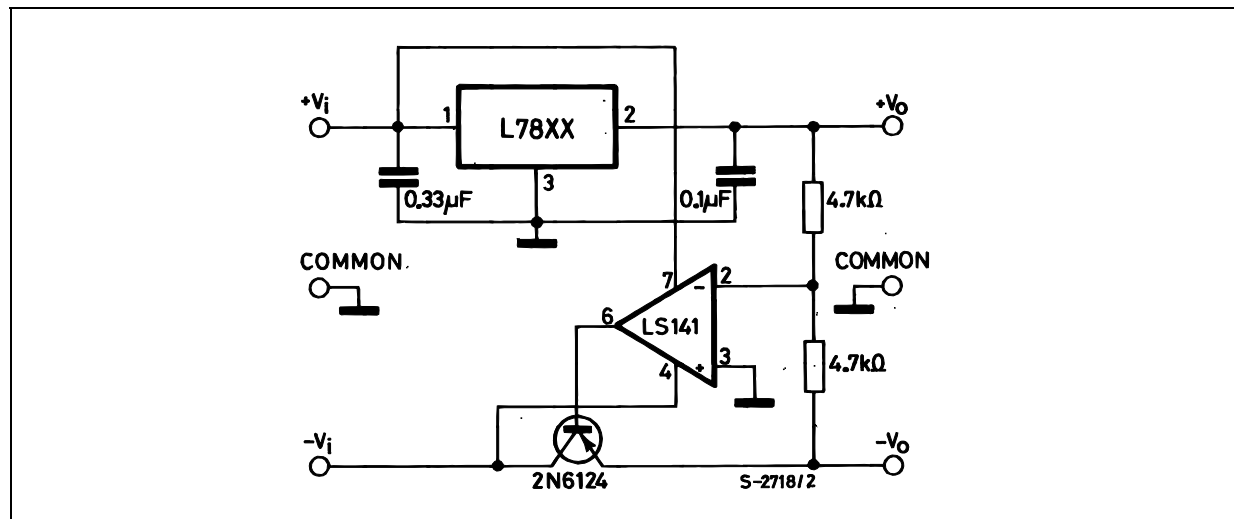 +Vi
1
L78XX
2
+Vo
3
0.33µF
0.1µF
4.7kΩ
COMMON
COMMON
7
2
-
6
LS141
3
+
4
4.7kΩ
-Vi
2N6124
S-2718/2
-Vo